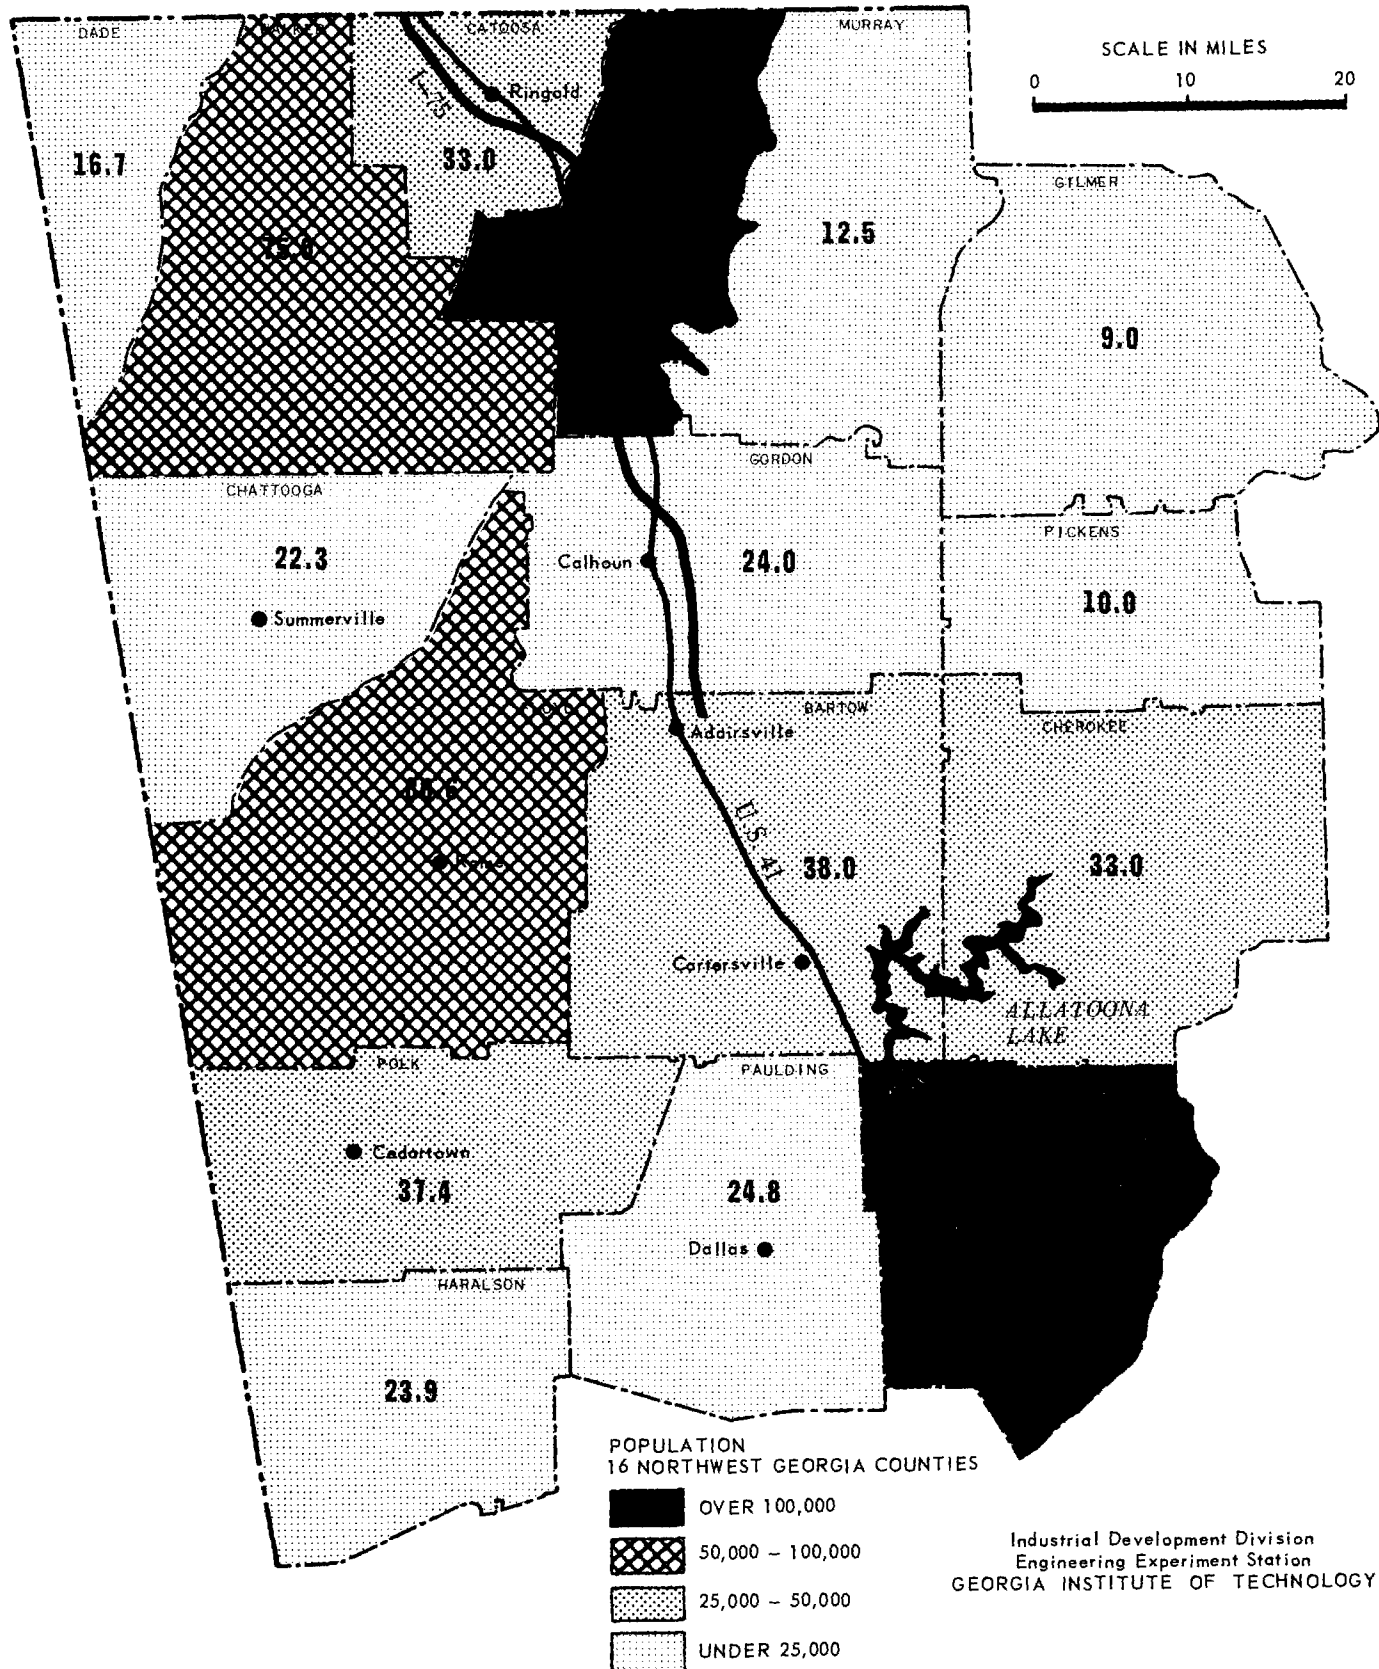 DADE
CATOOSA
MURRAY
SCALE IN MILES
0 10 20
I-75
Ringold
16.7
33.0
GILMER
75.0
12.5
9.0
GORDON
CHATTOOGA
PICKENS
22.3
Calhoun
24.0
10.0
Summerville
BARTOW
Adairsville
CHEROKEE
U.S. 41
38.0
33.0
Rome
Cartersville
ALLATOONA
LAKE
POLK
PAULDING
Cedartown
37.4
24.8
Dallas
HARALSON
23.9
POPULATION
16 NORTHWEST GEORGIA COUNTIES
OVER 100,000
50,000 – 100,000
25,000 – 50,000
UNDER 25,000
Industrial Development Division
Engineering Experiment Station
GEORGIA INSTITUTE OF TECHNOLOGY